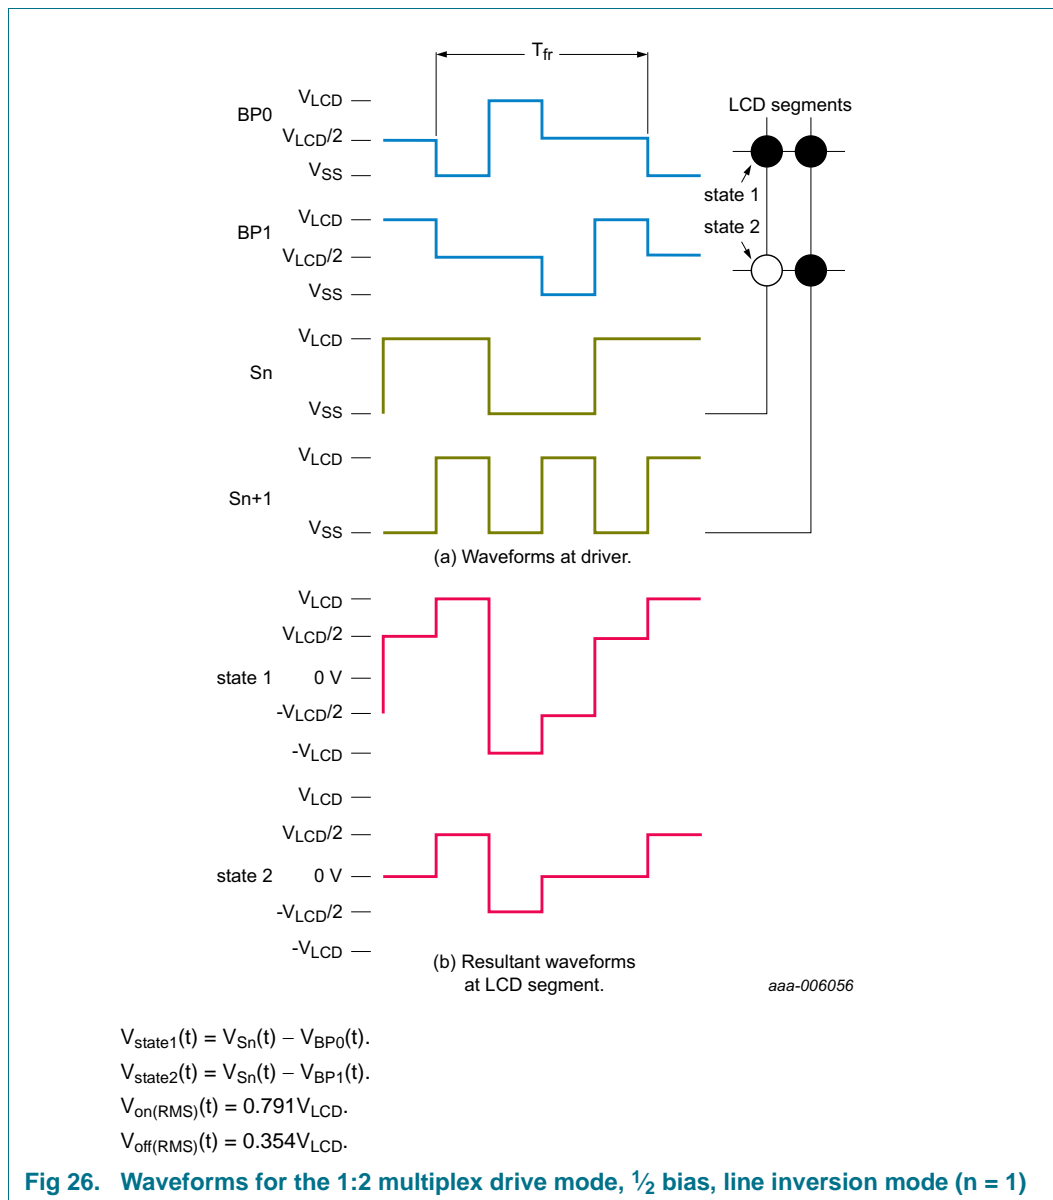 T_fr
BP0
V_LCD
V_LCD/2
V_SS
LCD segments
state 1
state 2
BP1
V_LCD
V_LCD/2
V_SS
Sn
V_LCD
V_SS
Sn+1
V_LCD
V_SS
(a) Waveforms at driver.
V_LCD
V_LCD/2
state 1
0 V
-V_LCD/2
-V_LCD
V_LCD
V_LCD/2
state 2
0 V
-V_LCD/2
-V_LCD
(b) Resultant waveforms
at LCD segment.
aaa-006056
V_state1(t) = V_Sn(t) − V_BP0(t).
V_state2(t) = V_Sn(t) − V_BP1(t).
V_on(RMS)(t) = 0.791V_LCD.
V_off(RMS)(t) = 0.354V_LCD.
Fig 26. Waveforms for the 1:2 multiplex drive mode, 1⁄2 bias, line inversion mode (n = 1)